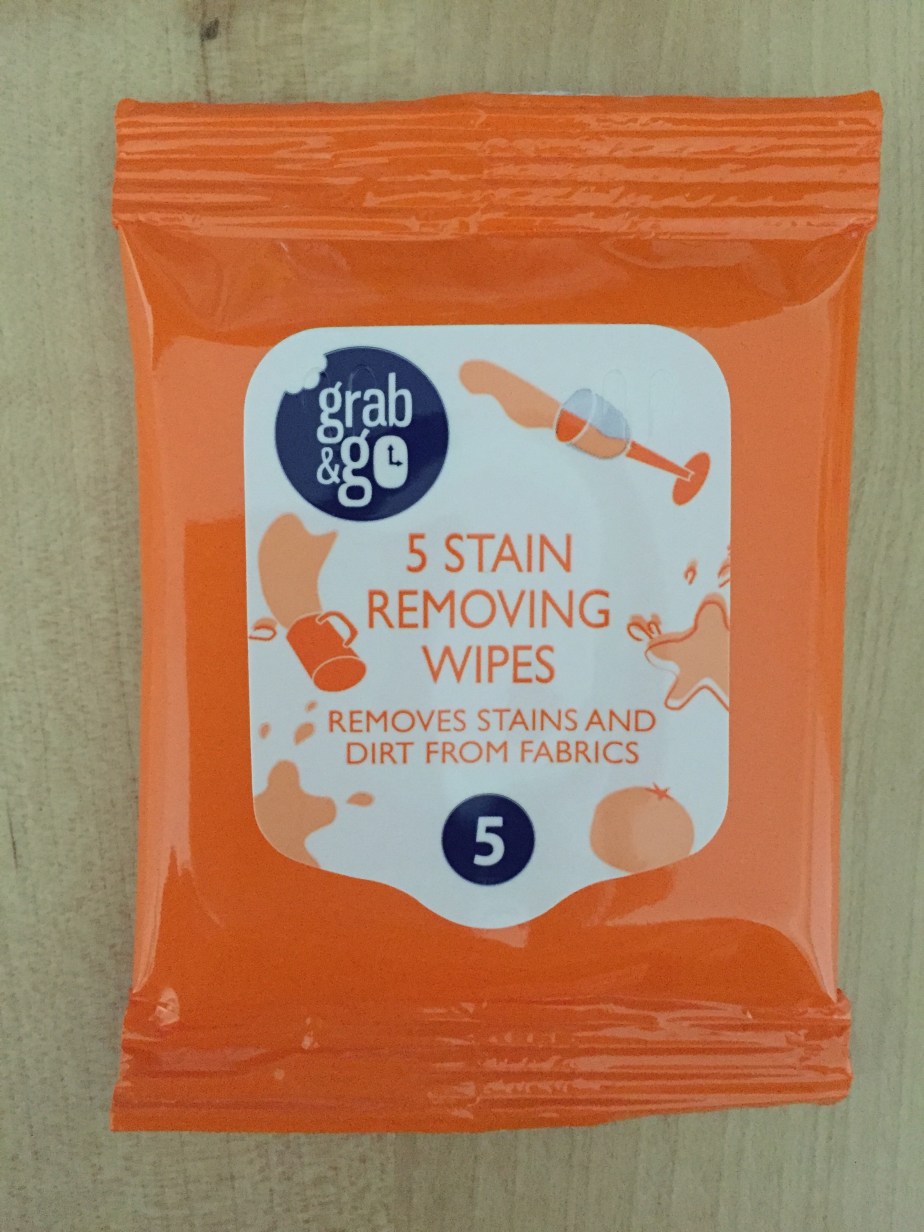 grab
&go
5 STAIN
REMOVING
WIPES
REMOVES STAINS AND
DIRT FROM FABRICS
5